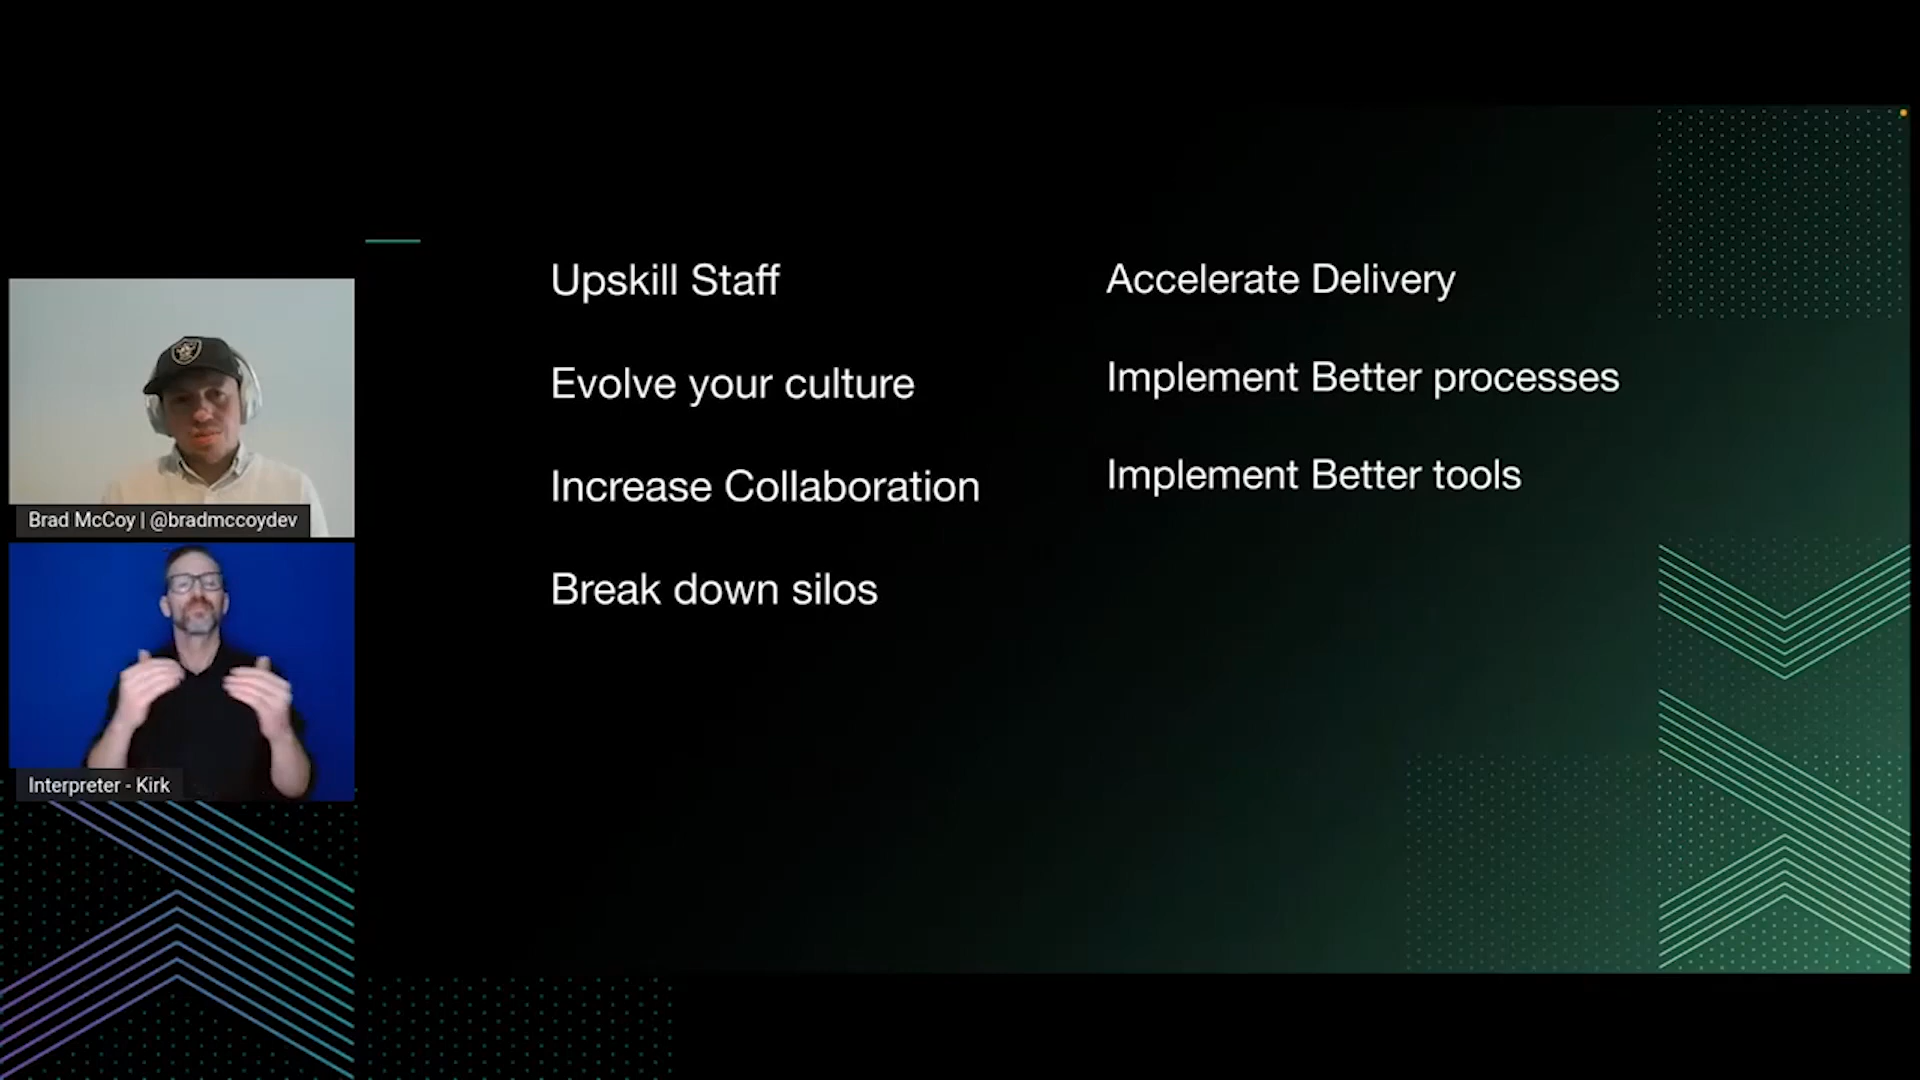 Upskill Staff
Evolve your culture
Increase Collaboration
Break down silos
Accelerate Delivery
Implement Better processes
Implement Better tools
Brad McCoy | @bradmccoydev
Interpreter - Kirk